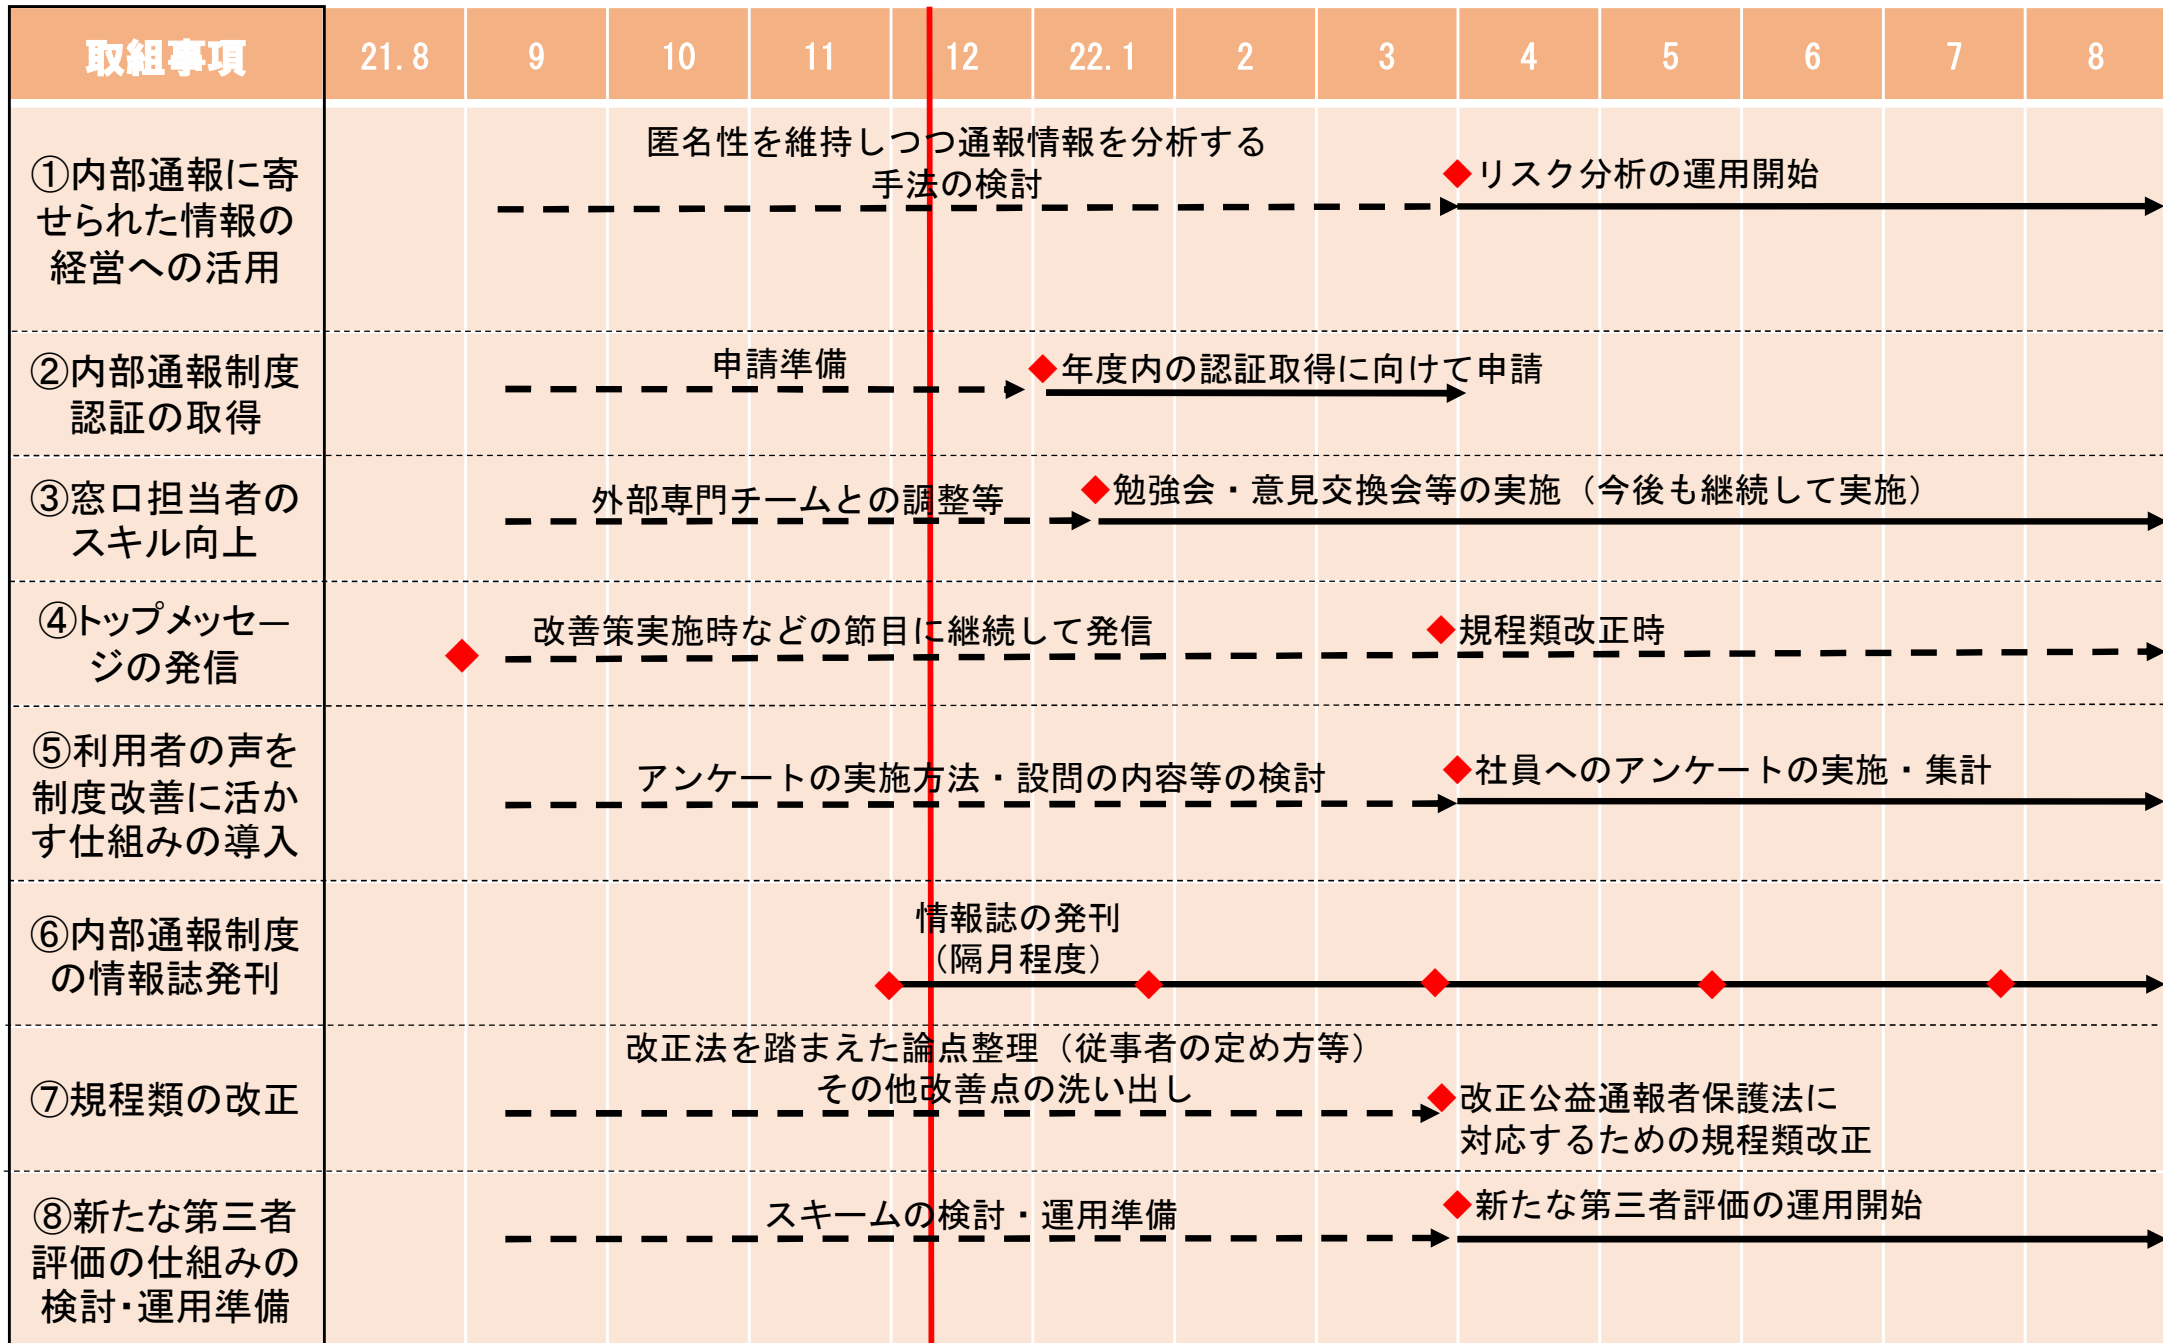 取組事項 21.8 9 10 11 12 22.1 2 3 4 5 6 7 8
①内部通報に寄
せられた情報の
経営への活用
匿名性を維持しつつ通報情報を分析する
手法の検討
◆リスク分析の運用開始
②内部通報制度
認証の取得
申請準備
◆年度内の認証取得に向けて申請
③窓口担当者の
スキル向上
外部専門チームとの調整等
◆勉強会・意見交換会等の実施（今後も継続して実施）
④トップメッセー
ジの発信
改善策実施時などの節目に継続して発信
◆規程類改正時
⑤利用者の声を
制度改善に活か
す仕組みの導入
アンケートの実施方法・設問の内容等の検討
◆社員へのアンケートの実施・集計
⑥内部通報制度
の情報誌発刊
情報誌の発刊
（隔月程度）
⑦規程類の改正
改正法を踏まえた論点整理（従事者の定め方等）
その他改善点の洗い出し
◆改正公益通報者保護法に
対応するための規程類改正
⑧新たな第三者
評価の仕組みの
検討・運用準備
スキームの検討・運用準備
◆新たな第三者評価の運用開始